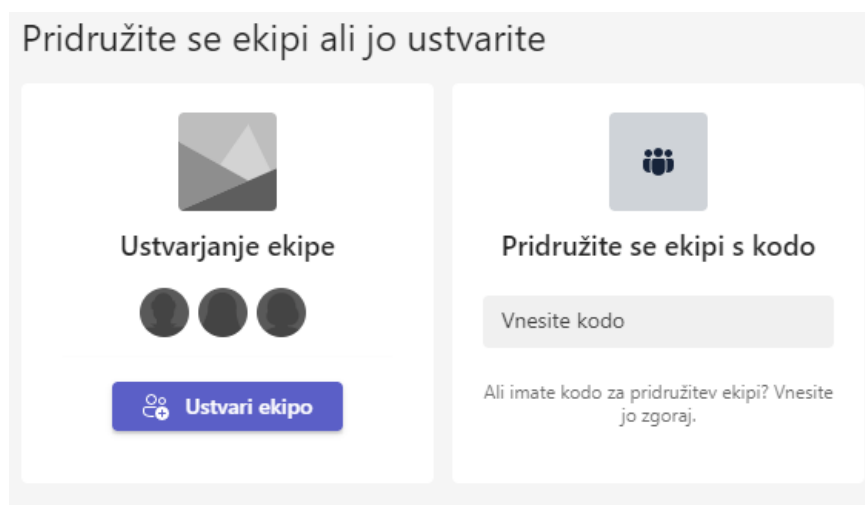 Pridružite se ekipi ali jo ustvarite
Ustvarjanje ekipe
Ustvari ekipo
Pridružite se ekipi s kodo
Vnesite kodo
Ali imate kodo za pridružitev ekipi? Vnesite
jo zgoraj.